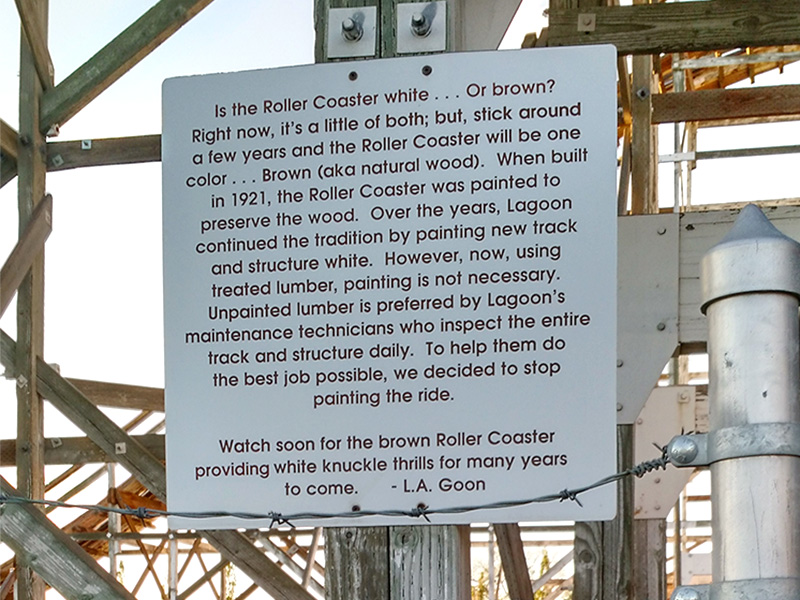 Is the Roller Coaster white . . . Or brown?
Right now, it's a little of both; but, stick around
a few years and the Roller Coaster will be one
color . . . Brown (aka natural wood).  When built
in 1921, the Roller Coaster was painted to
preserve the wood.  Over the years, Lagoon
continued the tradition by painting new track
and structure white.  However, now, using
treated lumber, painting is not necessary.
Unpainted lumber is preferred by Lagoon's
maintenance technicians who inspect the entire
track and structure daily.  To help them do
the best job possible, we decided to stop
painting the ride.
Watch soon for the brown Roller Coaster
providing white knuckle thrills for many years
to come.     - L.A. Goon